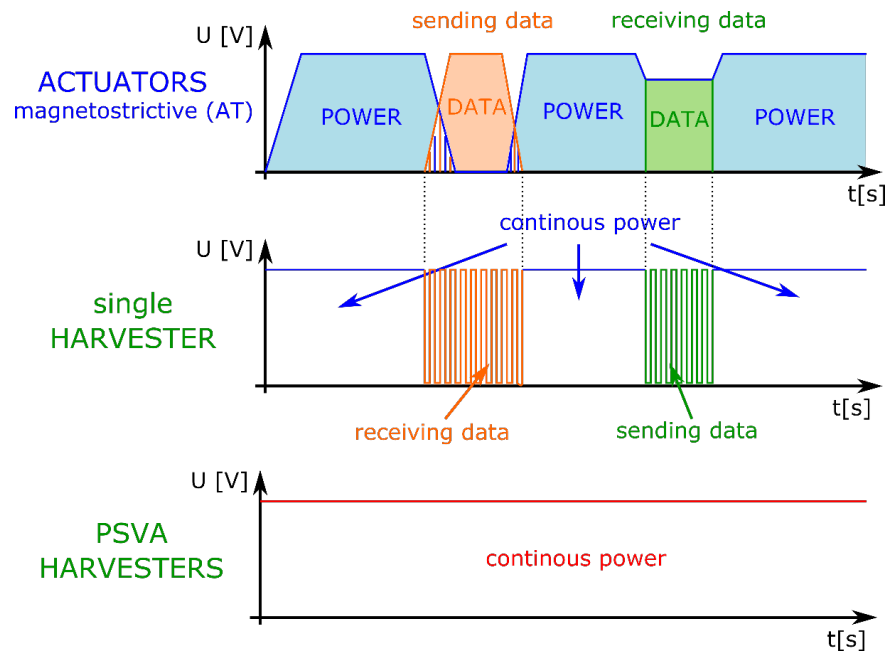 sending data
receiving data
U [V]
ACTUATORS
magnetostrictive (AT)
POWER
DATA
POWER
DATA
POWER
t[s]
U [V]
continous power
single
HARVESTER
t[s]
receiving data
sending data
U [V]
PSVA
HARVESTERS
continous power
t[s]